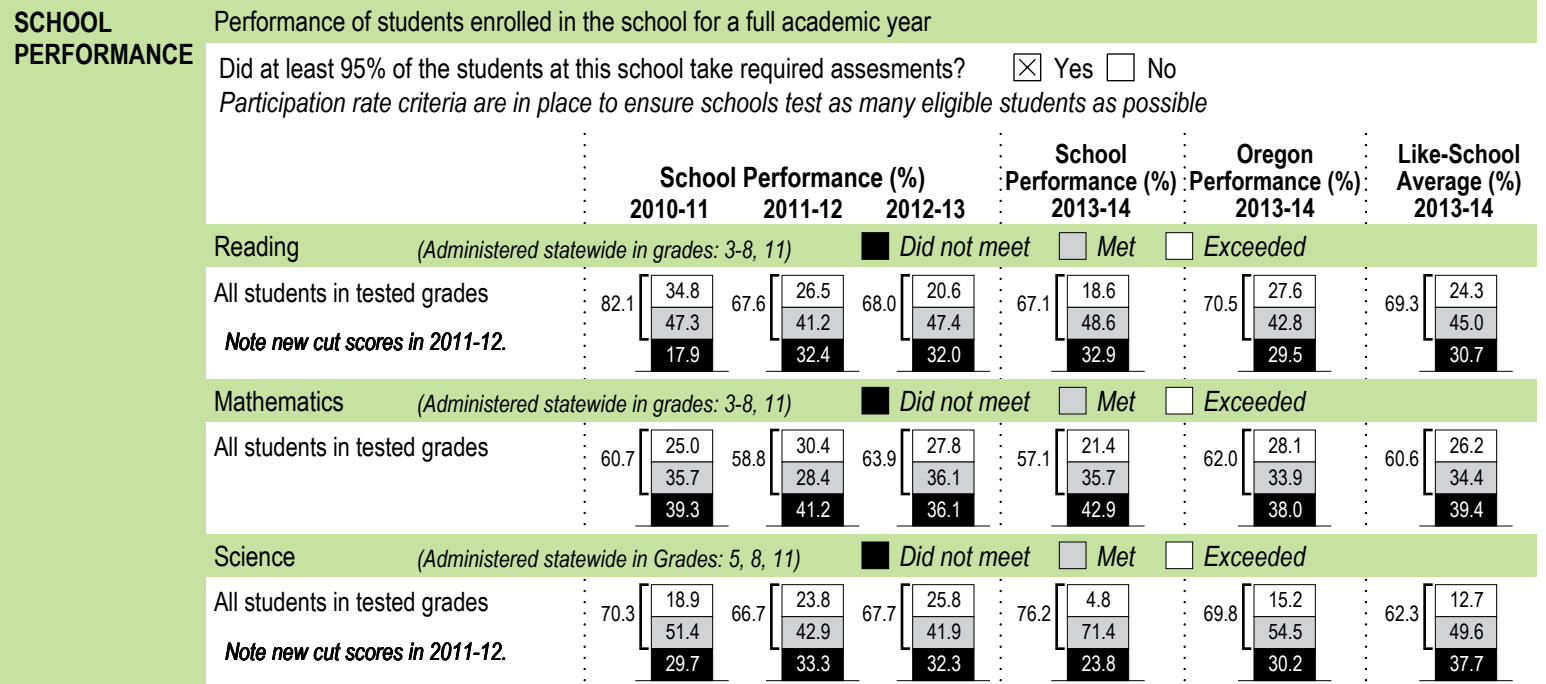 SCHOOL PERFORMANCE
Performance of students enrolled in the school for a full academic year
Did at least 95% of the students at this school take required assesments? ☒ Yes ☐ No
Participation rate criteria are in place to ensure schools test as many eligible students as possible
School Performance (%)
2010-11 2011-12 2012-13
School Performance (%) 2013-14
Oregon Performance (%) 2013-14
Like-School Average (%) 2013-14
Reading (Administered statewide in grades: 3-8, 11) Did not meet Met Exceeded
All students in tested grades
Note new cut scores in 2011-12.
82.1 34.8 67.6 26.5 68.0 20.6 67.1 18.6 70.5 27.6 69.3 24.3
47.3 41.2 47.4 48.6 42.8 45.0
17.9 32.4 32.0 32.9 29.5 30.7
Mathematics (Administered statewide in grades: 3-8, 11) Did not meet Met Exceeded
All students in tested grades
60.7 25.0 58.8 30.4 63.9 27.8 57.1 21.4 62.0 28.1 60.6 26.2
35.7 28.4 36.1 35.7 33.9 34.4
39.3 41.2 36.1 42.9 38.0 39.4
Science (Administered statewide in Grades: 5, 8, 11) Did not meet Met Exceeded
All students in tested grades
Note new cut scores in 2011-12.
70.3 18.9 66.7 23.8 67.7 25.8 76.2 4.8 69.8 15.2 62.3 12.7
51.4 42.9 41.9 71.4 54.5 49.6
29.7 33.3 32.3 23.8 30.2 37.7